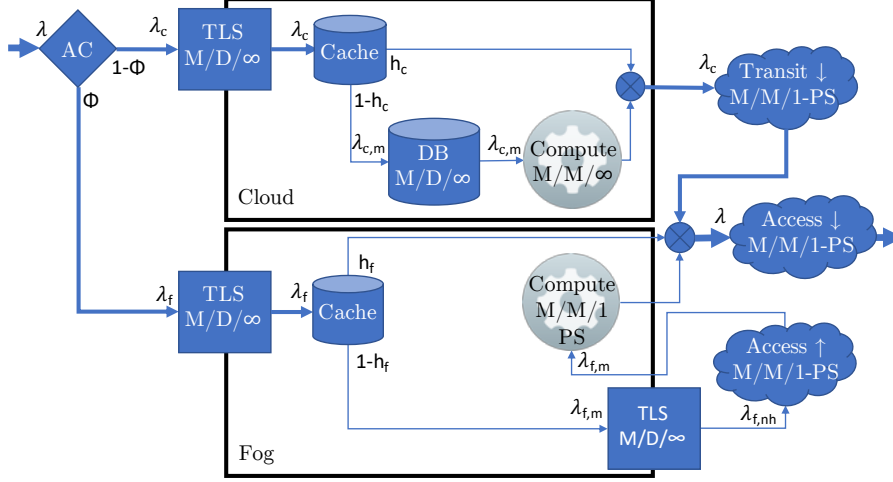 λ
AC
1-Φ
Φ
λc
TLS
M/D/∞
λc
Cache
hc
1-hc
λc,m
DB
M/D/∞
λc,m
Compute
M/M/∞
Cloud
λc
Transit ↓
M/M/1-PS
λ
Access ↓
M/M/1-PS
λf
TLS
M/D/∞
λf
Cache
hf
1-hf
Compute
M/M/1
PS
λf,m
Access ↑
M/M/1-PS
λf,m
TLS
M/D/∞
λf,nh
Fog